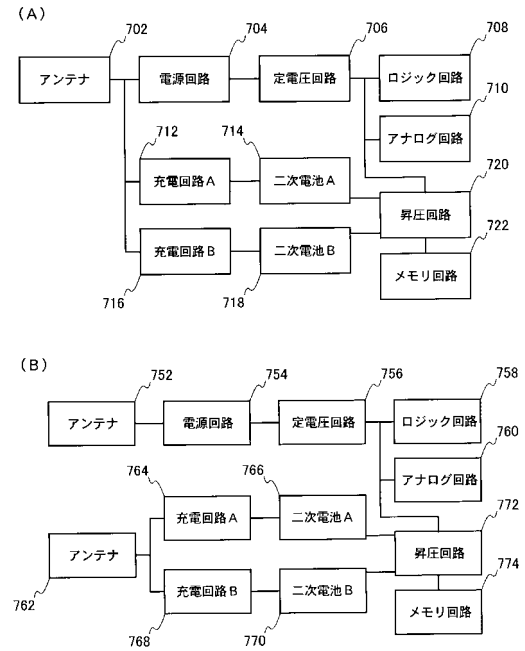 (A)
702
704
706
708
アンテナ
電源回路
定電圧回路
ロジック回路
710
アナログ回路
712
714
充電回路A
二次電池A
720
昇圧回路
722
充電回路B
二次電池B
メモリ回路
716
718
(B)
752
754
756
758
アンテナ
電源回路
定電圧回路
ロジック回路
760
アナログ回路
764
766
充電回路A
二次電池A
772
アンテナ
昇圧回路
762
774
充電回路B
二次電池B
メモリ回路
768
770